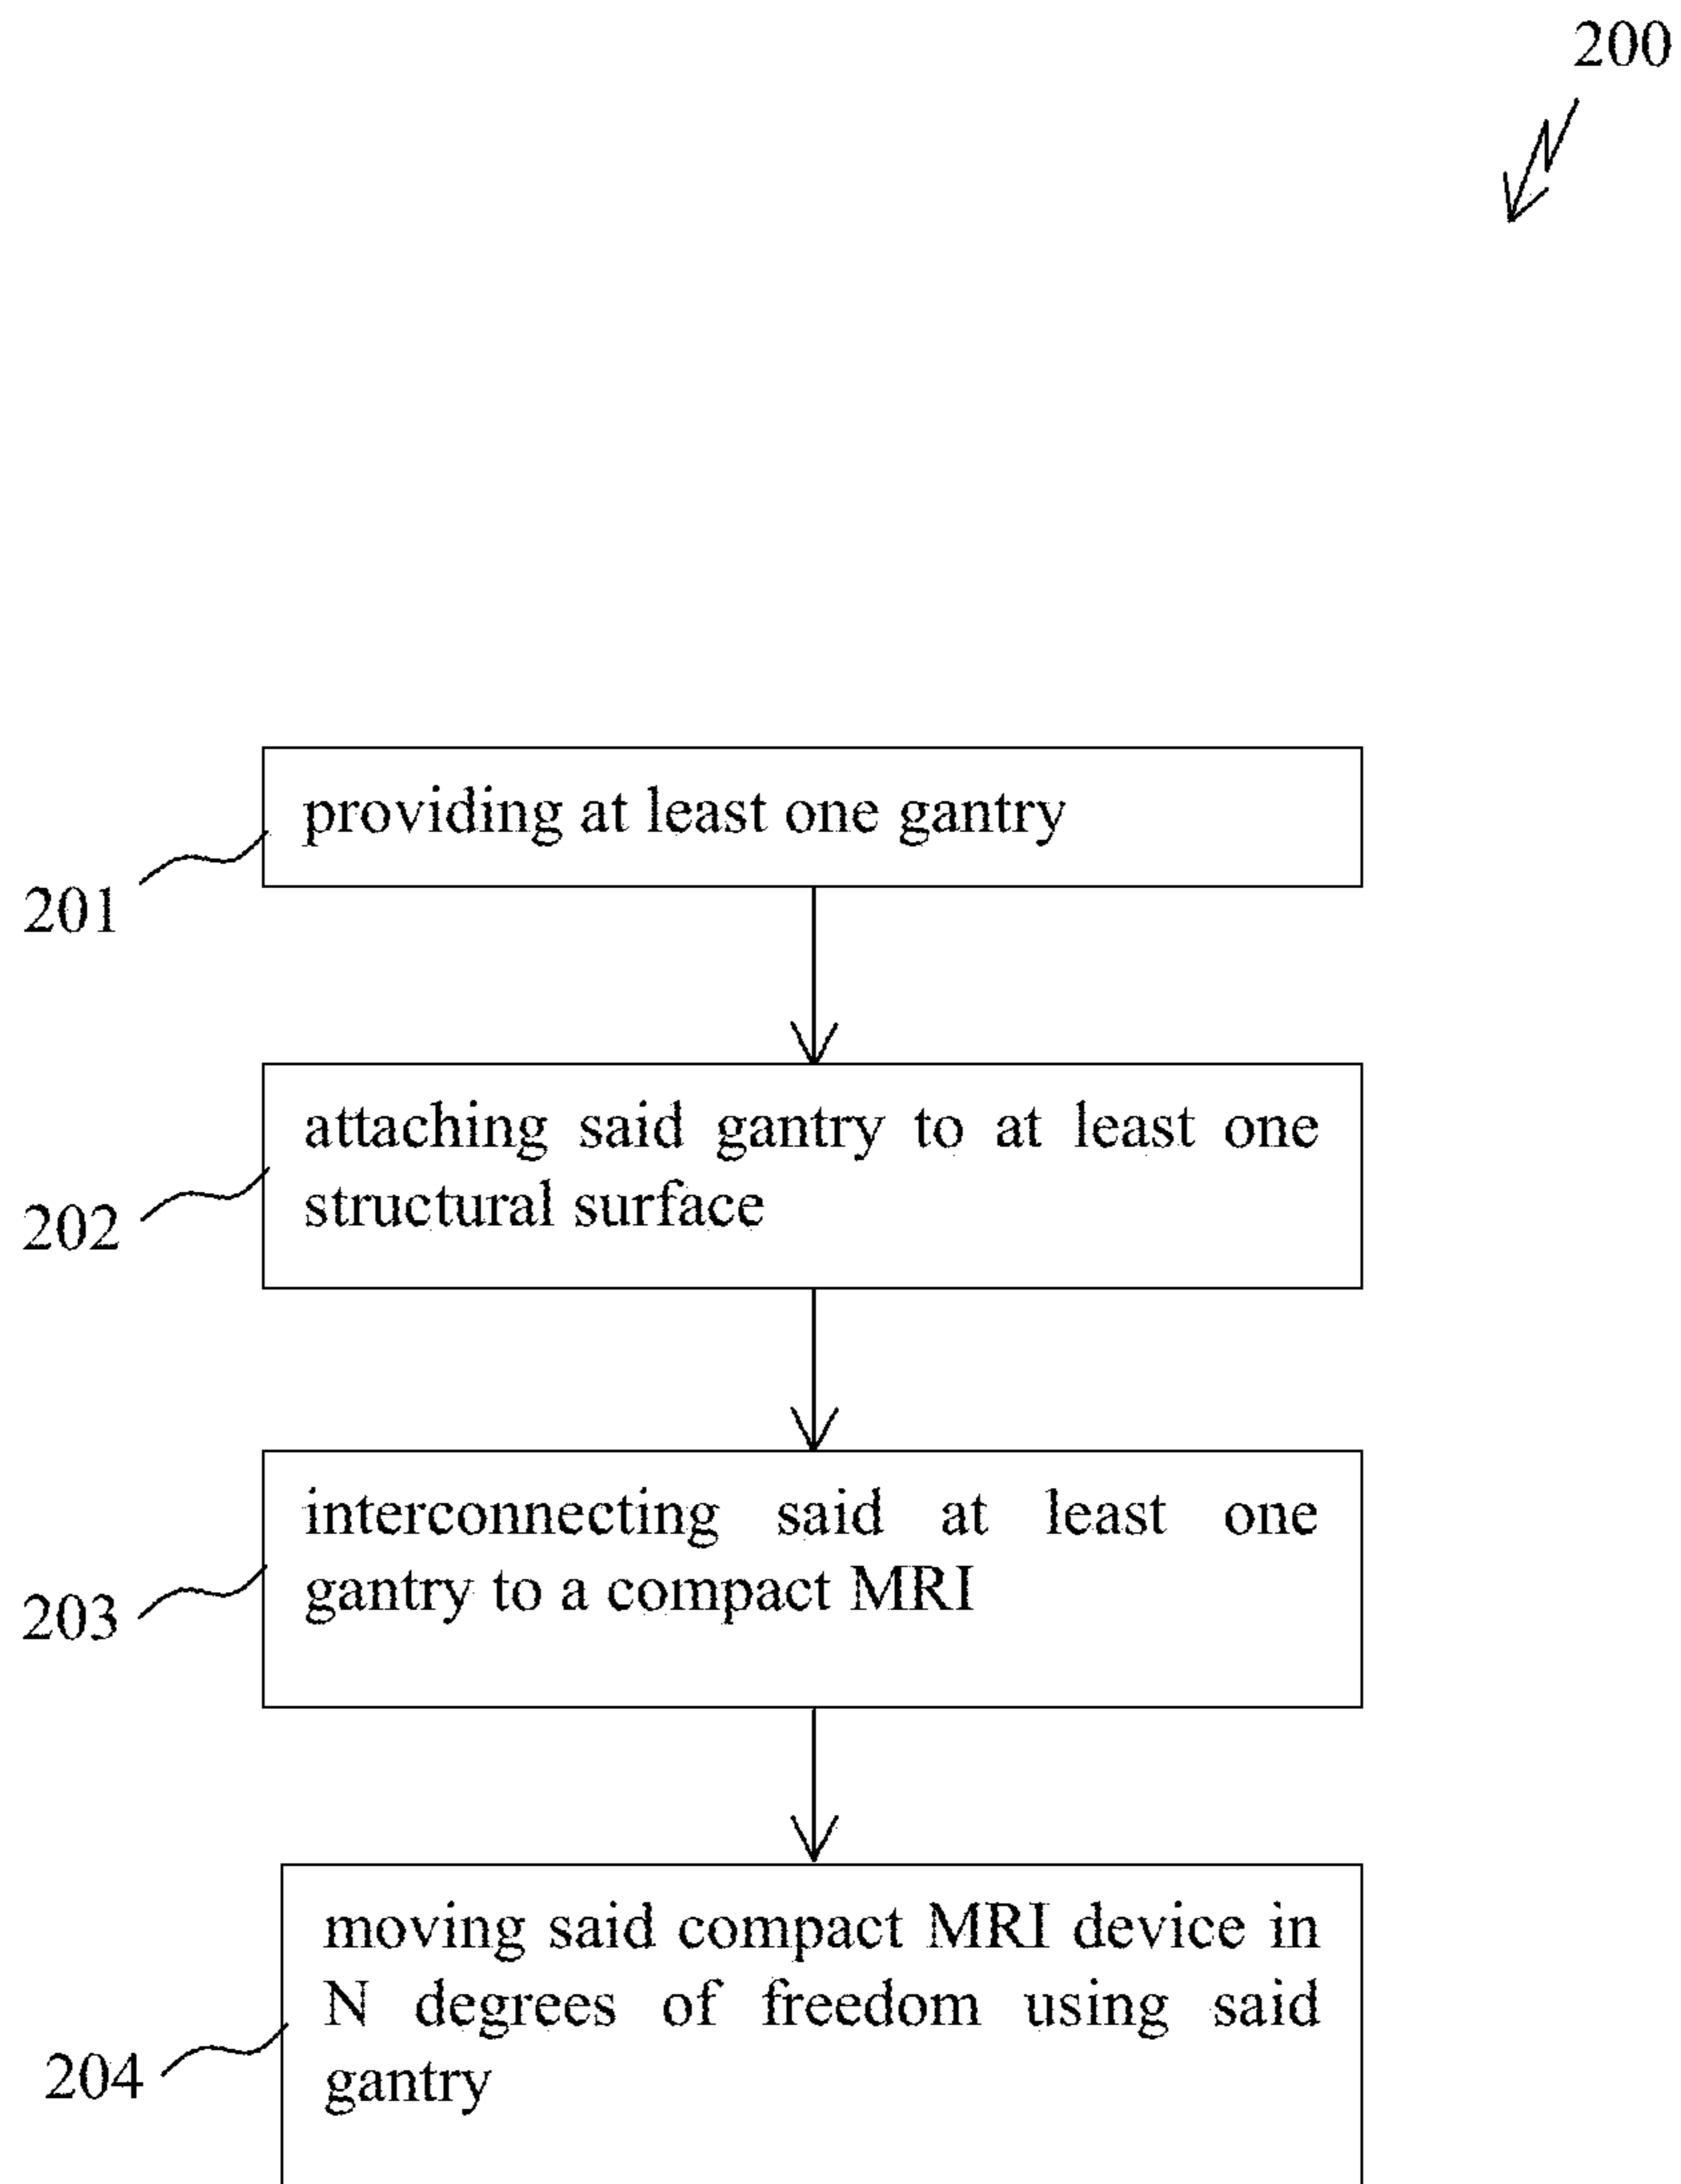 200
providing at least one gantry
201
attaching said gantry to at least one
structural surface
202
interconnecting said at least one
gantry to a compact MRI
203
moving said compact MRI device in
N degrees of freedom using said
gantry
204